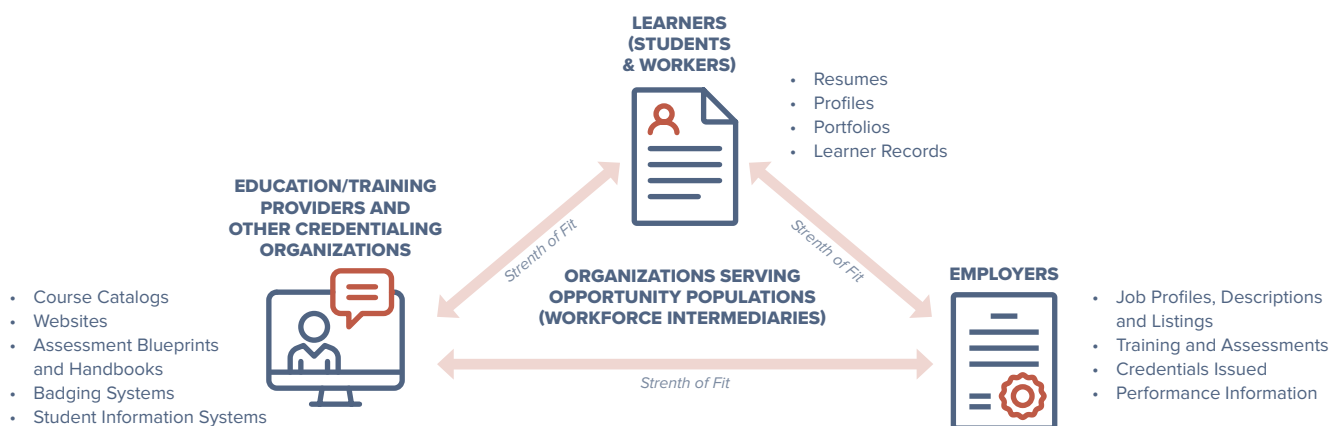 LEARNERS
(STUDENTS
& WORKERS)
• Resumes
• Profiles
• Portfolios
• Learner Records
EDUCATION/TRAINING
PROVIDERS AND
OTHER CREDENTIALING
ORGANIZATIONS
Strenth of Fit
Strenth of Fit
ORGANIZATIONS SERVING
OPPORTUNITY POPULATIONS
(WORKFORCE INTERMEDIARIES)
EMPLOYERS
• Course Catalogs
• Websites
• Assessment Blueprints
and Handbooks
• Badging Systems
• Student Information Systems
• Job Profiles, Descriptions
and Listings
• Training and Assessments
• Credentials Issued
• Performance Information
Strenth of Fit